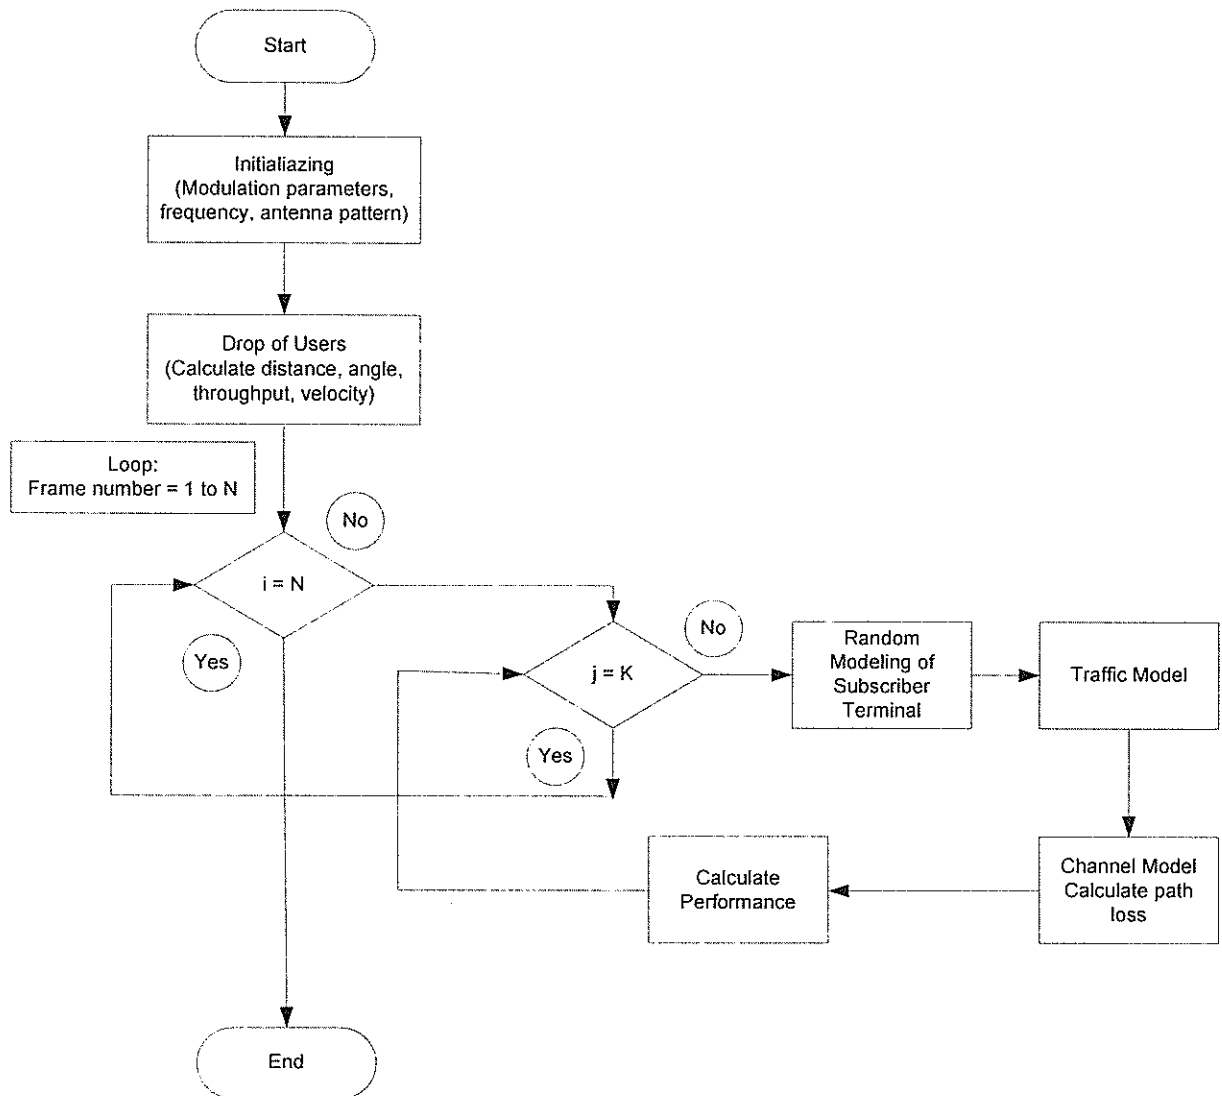 Start
Initialiazing
(Modulation parameters,
frequency, antenna pattern)
Drop of Users
(Calculate distance, angle,
throughput, velocity)
Loop:
Frame number = 1 to N
No
i = N
Yes
No
j = K
Yes
Random
Modeling of
Subscriber
Terminal
Traffic Model
Channel Model
Calculate path
loss
Calculate
Performance
End